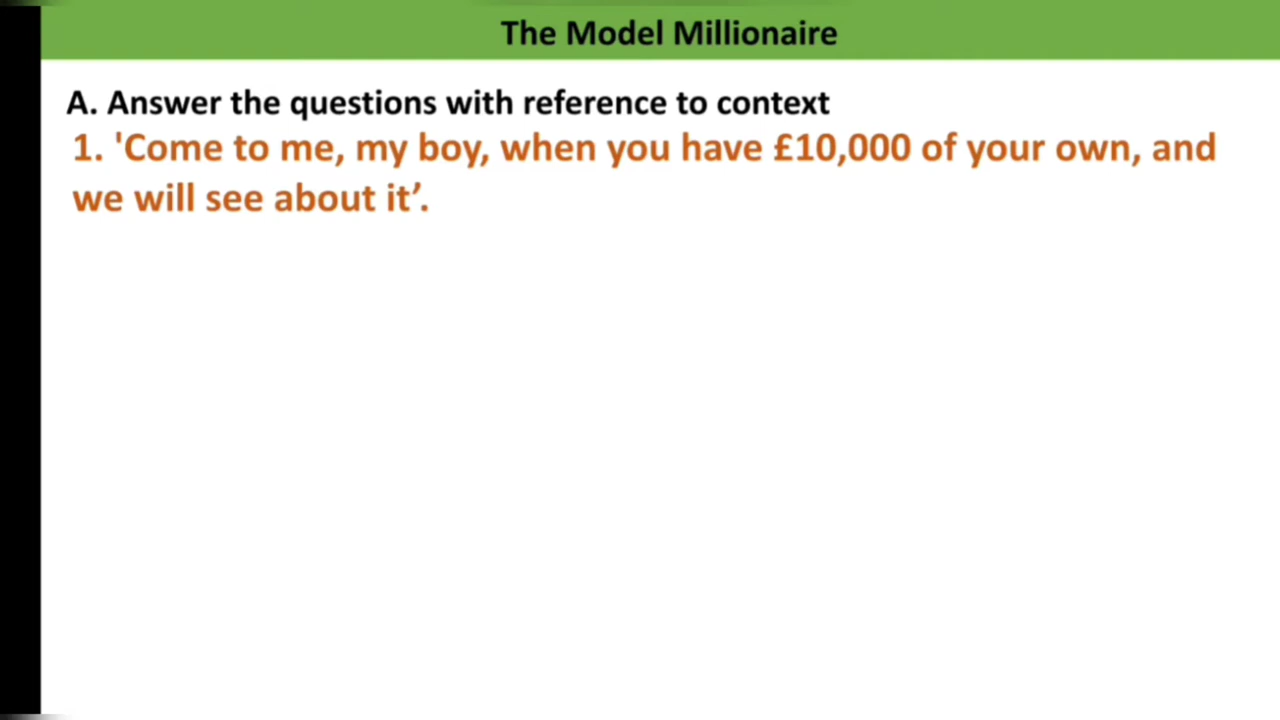 The Model Millionaire
A. Answer the questions with reference to context
1. 'Come to me, my boy, when you have £10,000 of your own, and
we will see about it’.